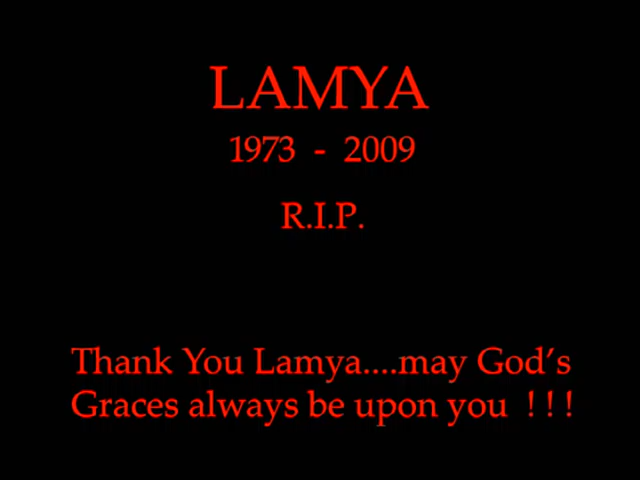 LAMYA
1973 - 2009
R.I.P.
Thank You Lamya....may God's
Graces always be upon you !!!